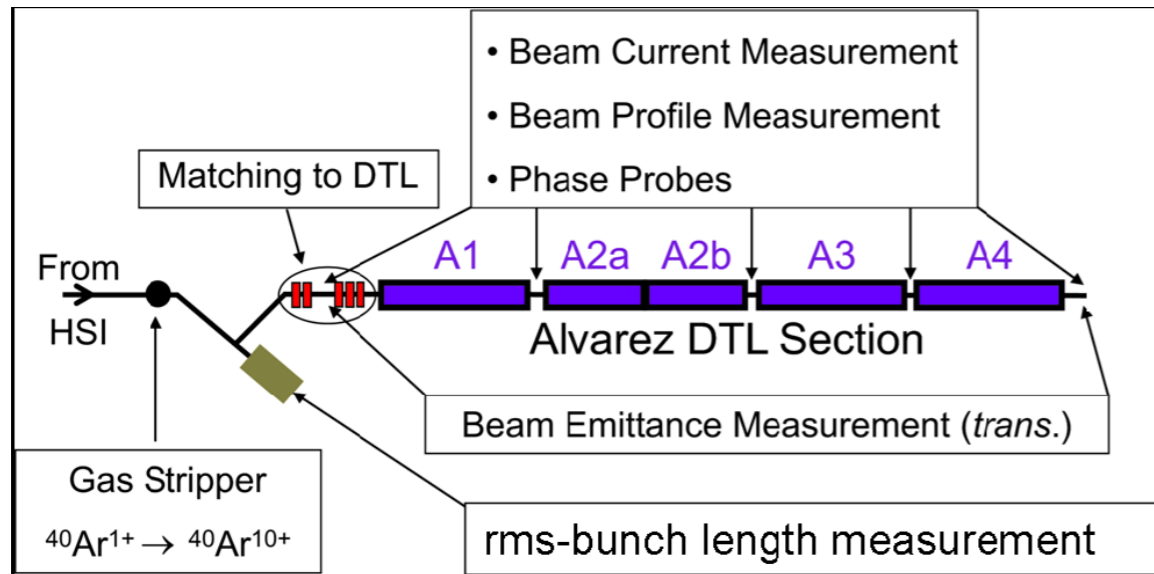 • Beam Current Measurement
• Beam Profile Measurement
• Phase Probes
Matching to DTL
From
HSI
A1 A2a A2b A3 A4
Alvarez DTL Section
Beam Emittance Measurement (trans.)
Gas Stripper
⁴⁰Ar¹⁺ → ⁴⁰Ar¹⁰⁺
rms-bunch length measurement